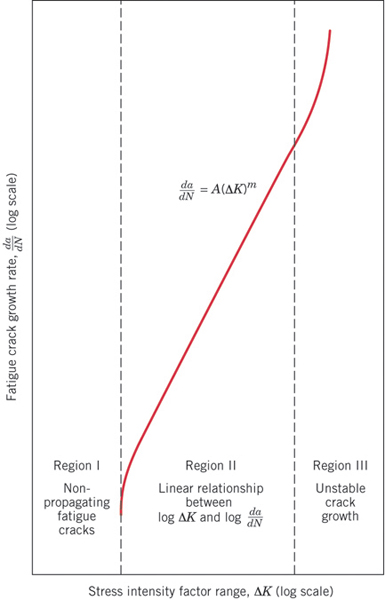 Fatigue crack growth rate, da/dN (log scale)
da/dN = A(ΔK)^m
Region I
Non-
propagating
fatigue
cracks
Region II
Linear relationship
between
log ΔK and log da/dN
Region III
Unstable
crack
growth
Stress intensity factor range, ΔK (log scale)